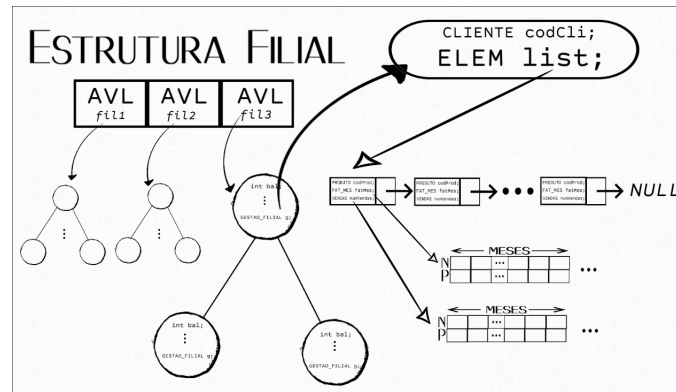 ESTRUTURA FILIAL
CLIENTE codCli;
ELEM list;
AVL AVL AVL
fil1 fil2 fil3
int bal;
GESTAO_FILIAL g;
PRODUTO codProd;
FAT_MES fatMes;
VENDAS numVendas;
PRODUTO codProd;
FAT_MES fatMes;
VENDAS numVendas;
PRODUTO codProd;
FAT_MES fatMes;
VENDAS numVendas;
NULL
MESES
N
P
MESES
N
P
int bal;
GESTAO_FILIAL g;
int bal;
GESTAO_FILIAL g;